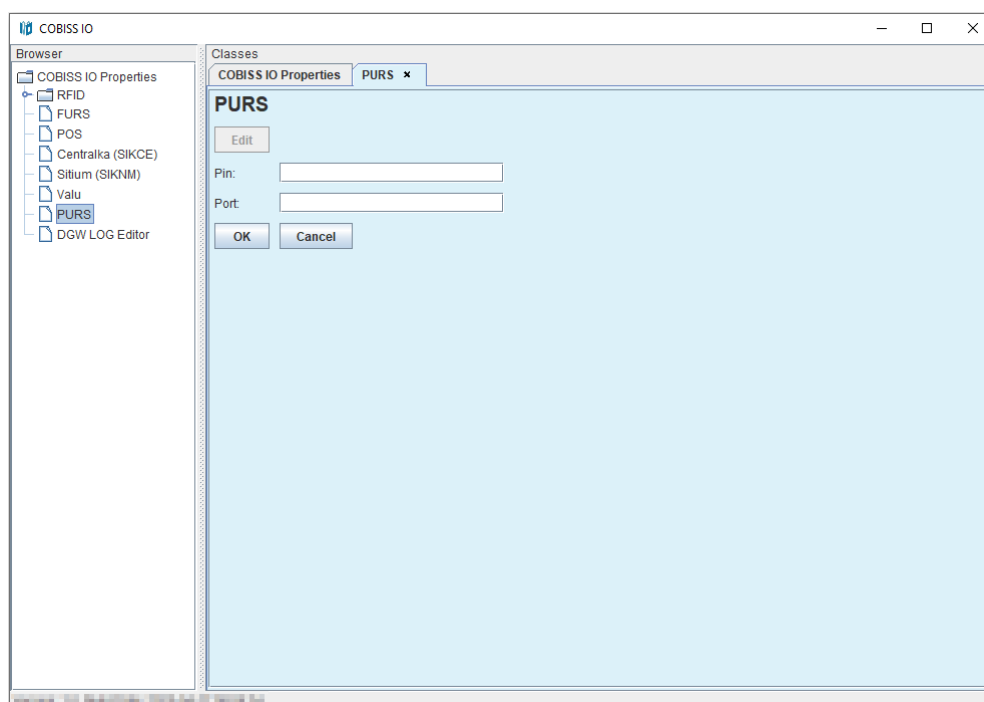 COBISS IO
Browser
COBISS IO Properties
RFID
FURS
POS
Centralka (SIKCE)
Sitium (SIKNM)
Valu
PURS
DGW LOG Editor
Classes
COBISS IO Properties
PURS
PURS
Edit
Pin:
Port:
OK
Cancel